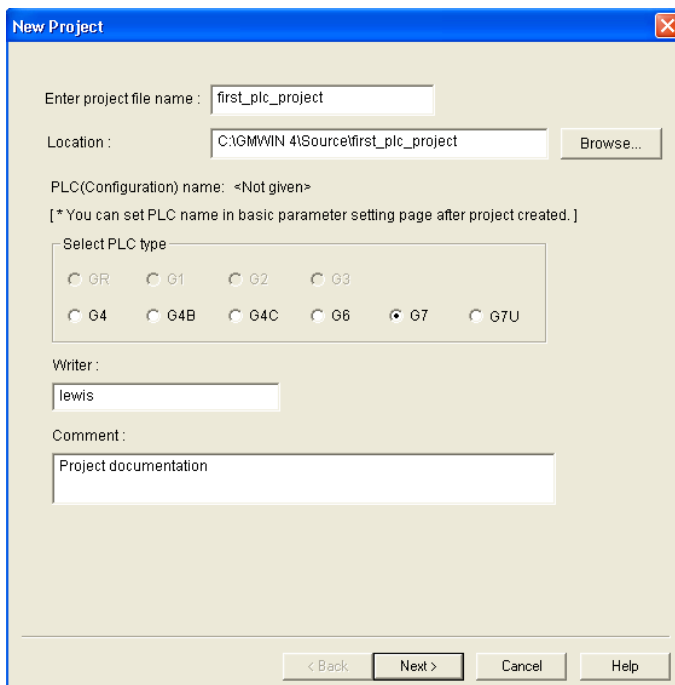 New Project
Enter project file name : first_plc_project
Location : C:\GMWIN 4\Source\first_plc_project Browse...
PLC(Configuration) name: <Not given>
[ * You can set PLC name in basic parameter setting page after project created. ]
Select PLC type
GR G1 G2 G3
G4 G4B G4C G6 G7 G7U
Writer :
lewis
Comment :
Project documentation
< Back Next > Cancel Help